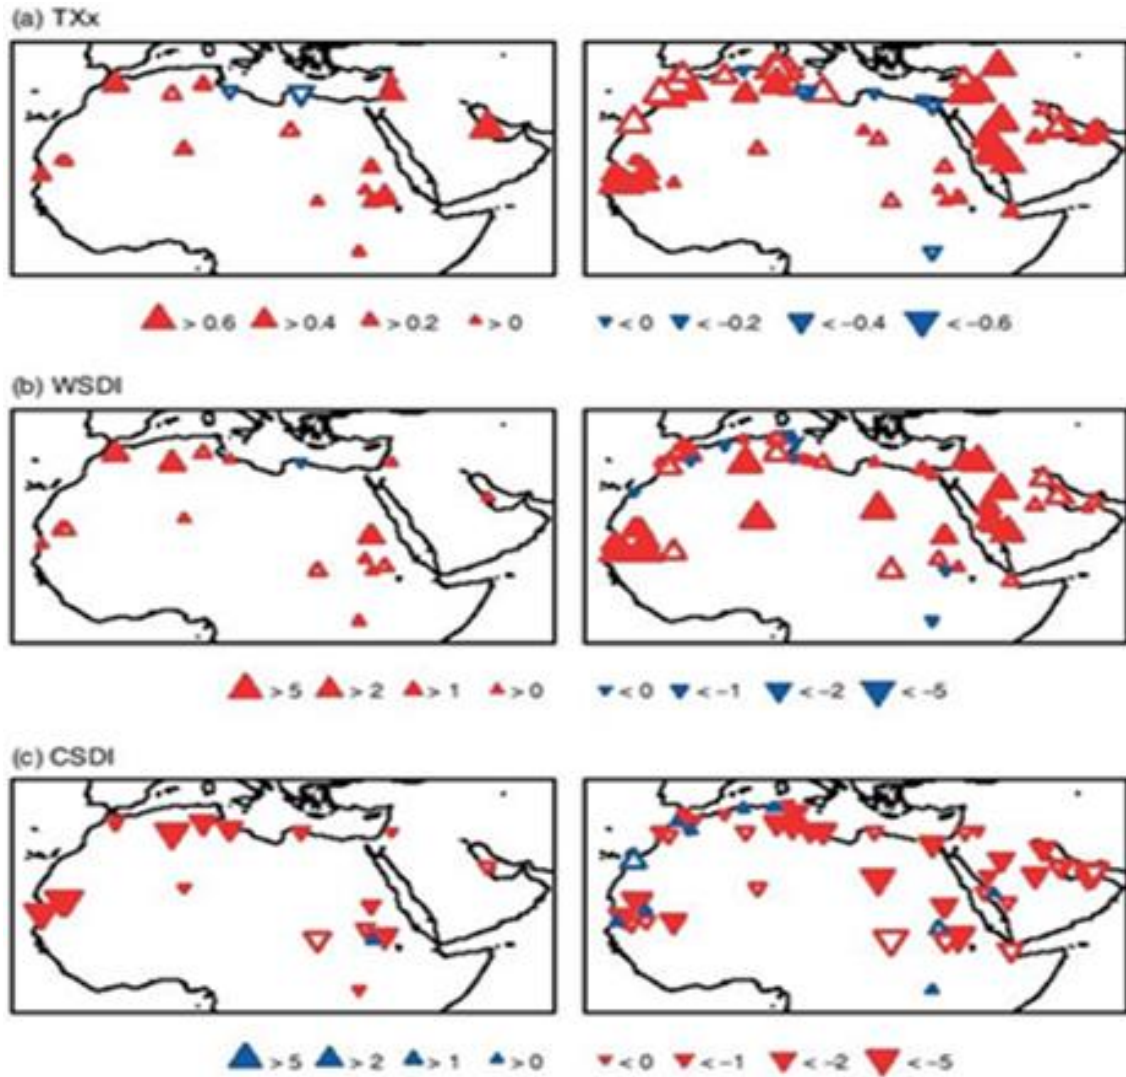 (a) TXx
> 0.6 > 0.4 > 0.2 > 0 < 0 < −0.2 < −0.4 < −0.6
(b) WSDI
> 5 > 2 > 1 > 0 < 0 < −1 < −2 < −5
(c) CSDI
> 5 > 2 > 1 > 0 < 0 < −1 < −2 < −5